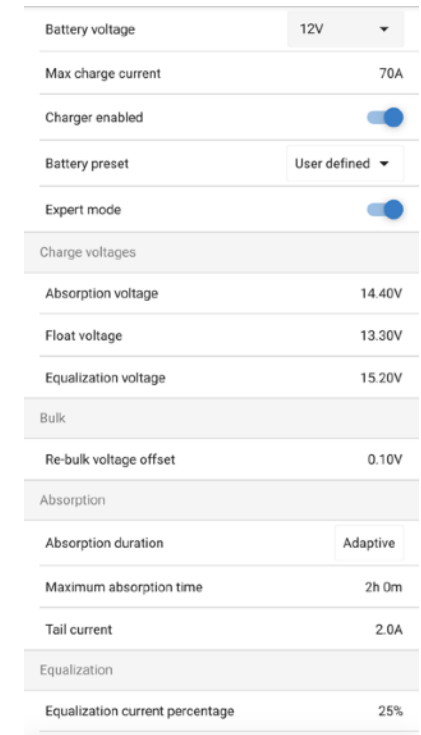 Battery voltage 12V
Max charge current 70A
Charger enabled
Battery preset User defined
Expert mode
Charge voltages
Absorption voltage 14.40V
Float voltage 13.30V
Equalization voltage 15.20V
Bulk
Re-bulk voltage offset 0.10V
Absorption
Absorption duration Adaptive
Maximum absorption time 2h 0m
Tail current 2.0A
Equalization
Equalization current percentage 25%